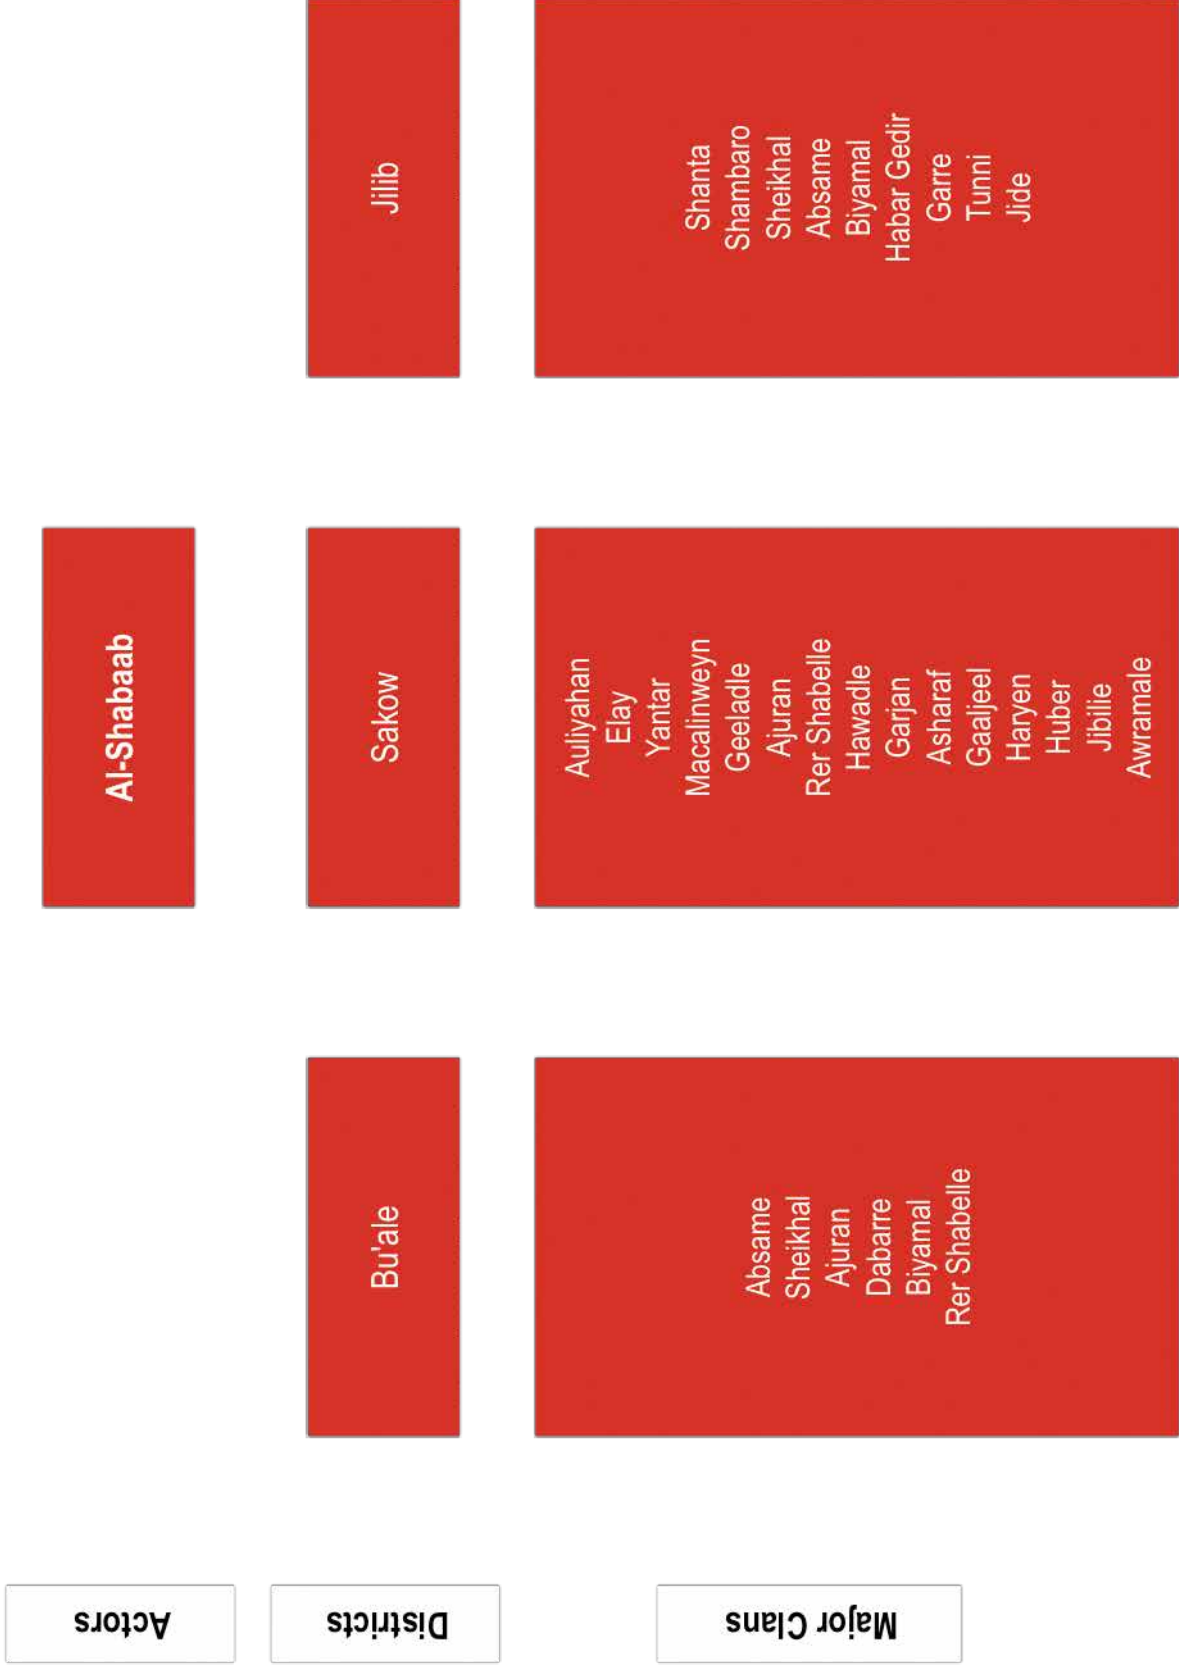 Actors
Al-Shabaab
Districts
Bu'ale
Sakow
Jilib
Major Clans
Absame
Sheikhal
Ajuran
Dabarre
Biyamal
Rer Shabelle
Auliyahan
Elay
Yantar
Macalinweyn
Geeladle
Ajuran
Rer Shabelle
Hawadle
Garjan
Asharaf
Gaaljeel
Haryen
Huber
Jibilie
Awramale
Shanta
Shambaro
Sheikhal
Absame
Biyamal
Habar Gedir
Garre
Tunni
Jide